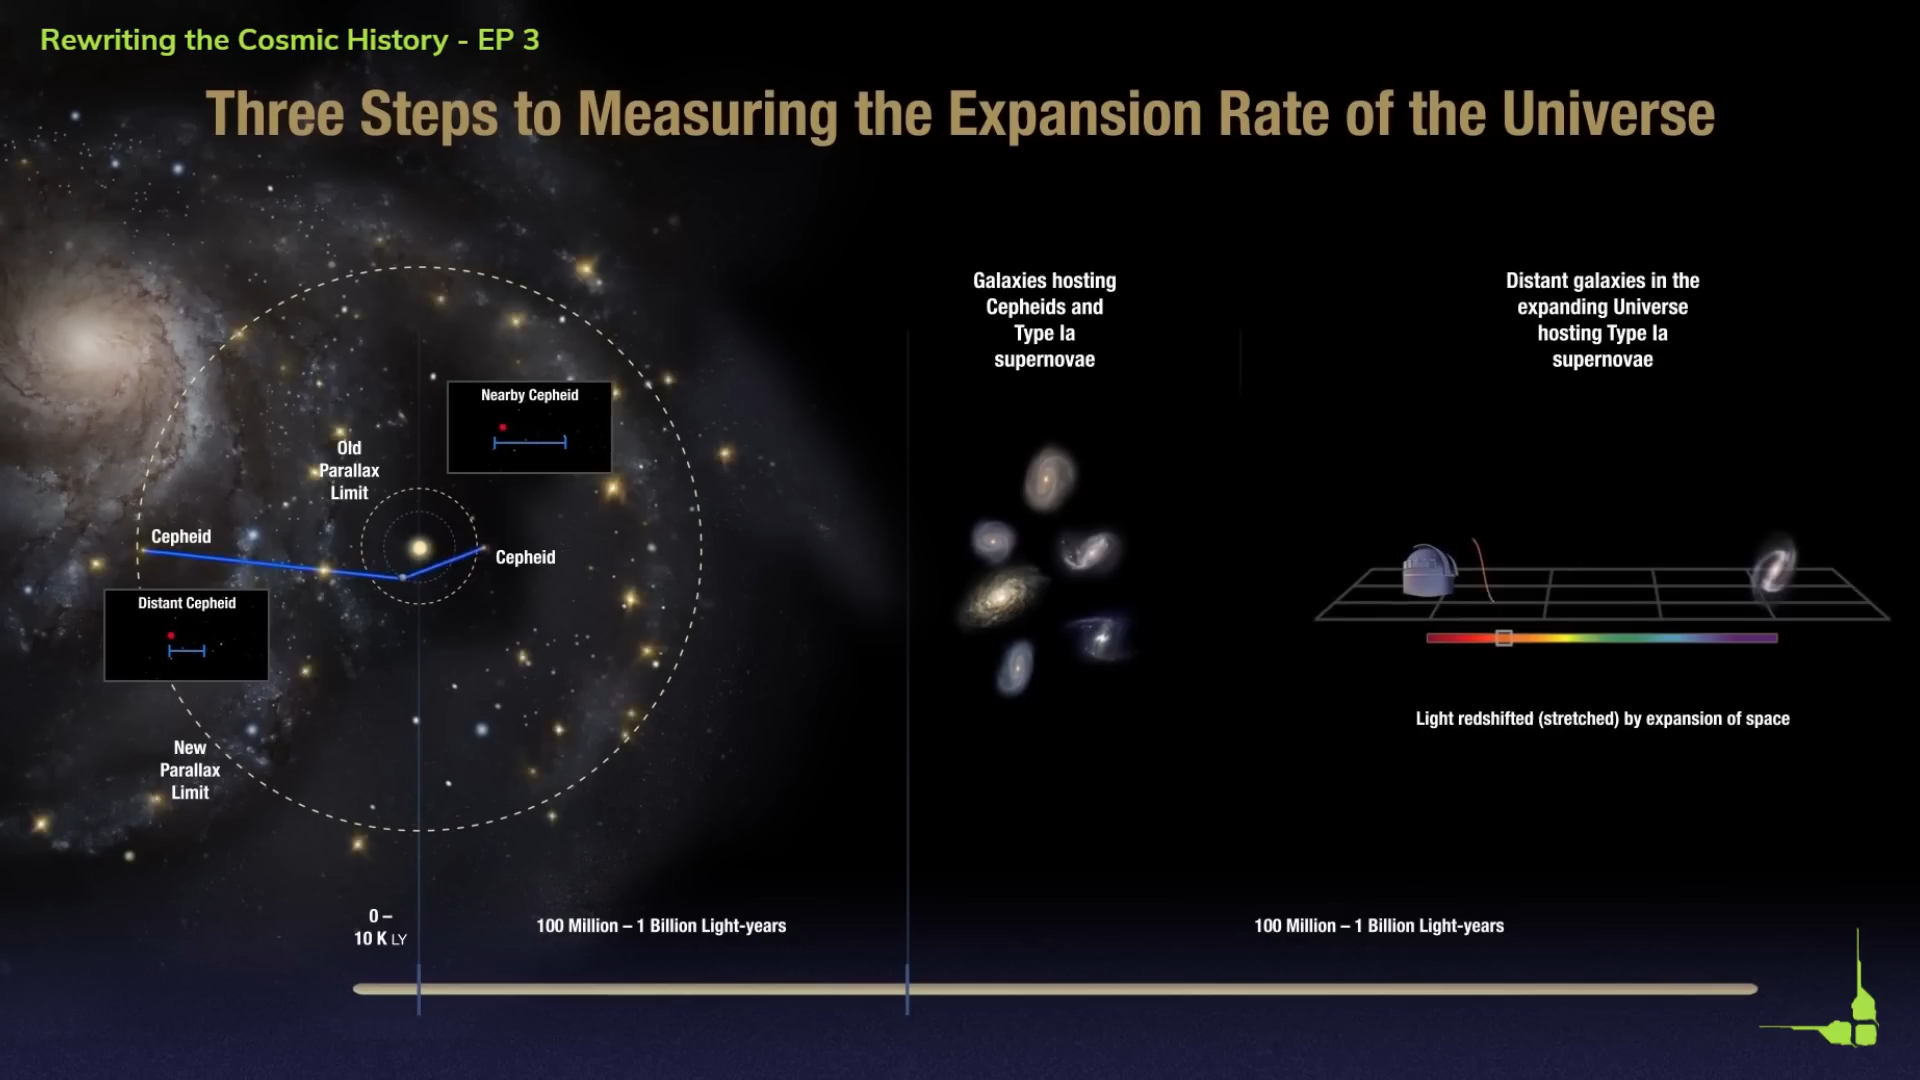 Rewriting the Cosmic History - EP 3
Three Steps to Measuring the Expansion Rate of the Universe
Galaxies hosting
Cepheids and
Type Ia
supernovae
Distant galaxies in the
expanding Universe
hosting Type Ia
supernovae
Nearby Cepheid
Old
Parallax
Limit
Cepheid
Cepheid
Distant Cepheid
New
Parallax
Limit
Light redshifted (stretched) by expansion of space
0 –
10 K LY
100 Million – 1 Billion Light-years
100 Million – 1 Billion Light-years